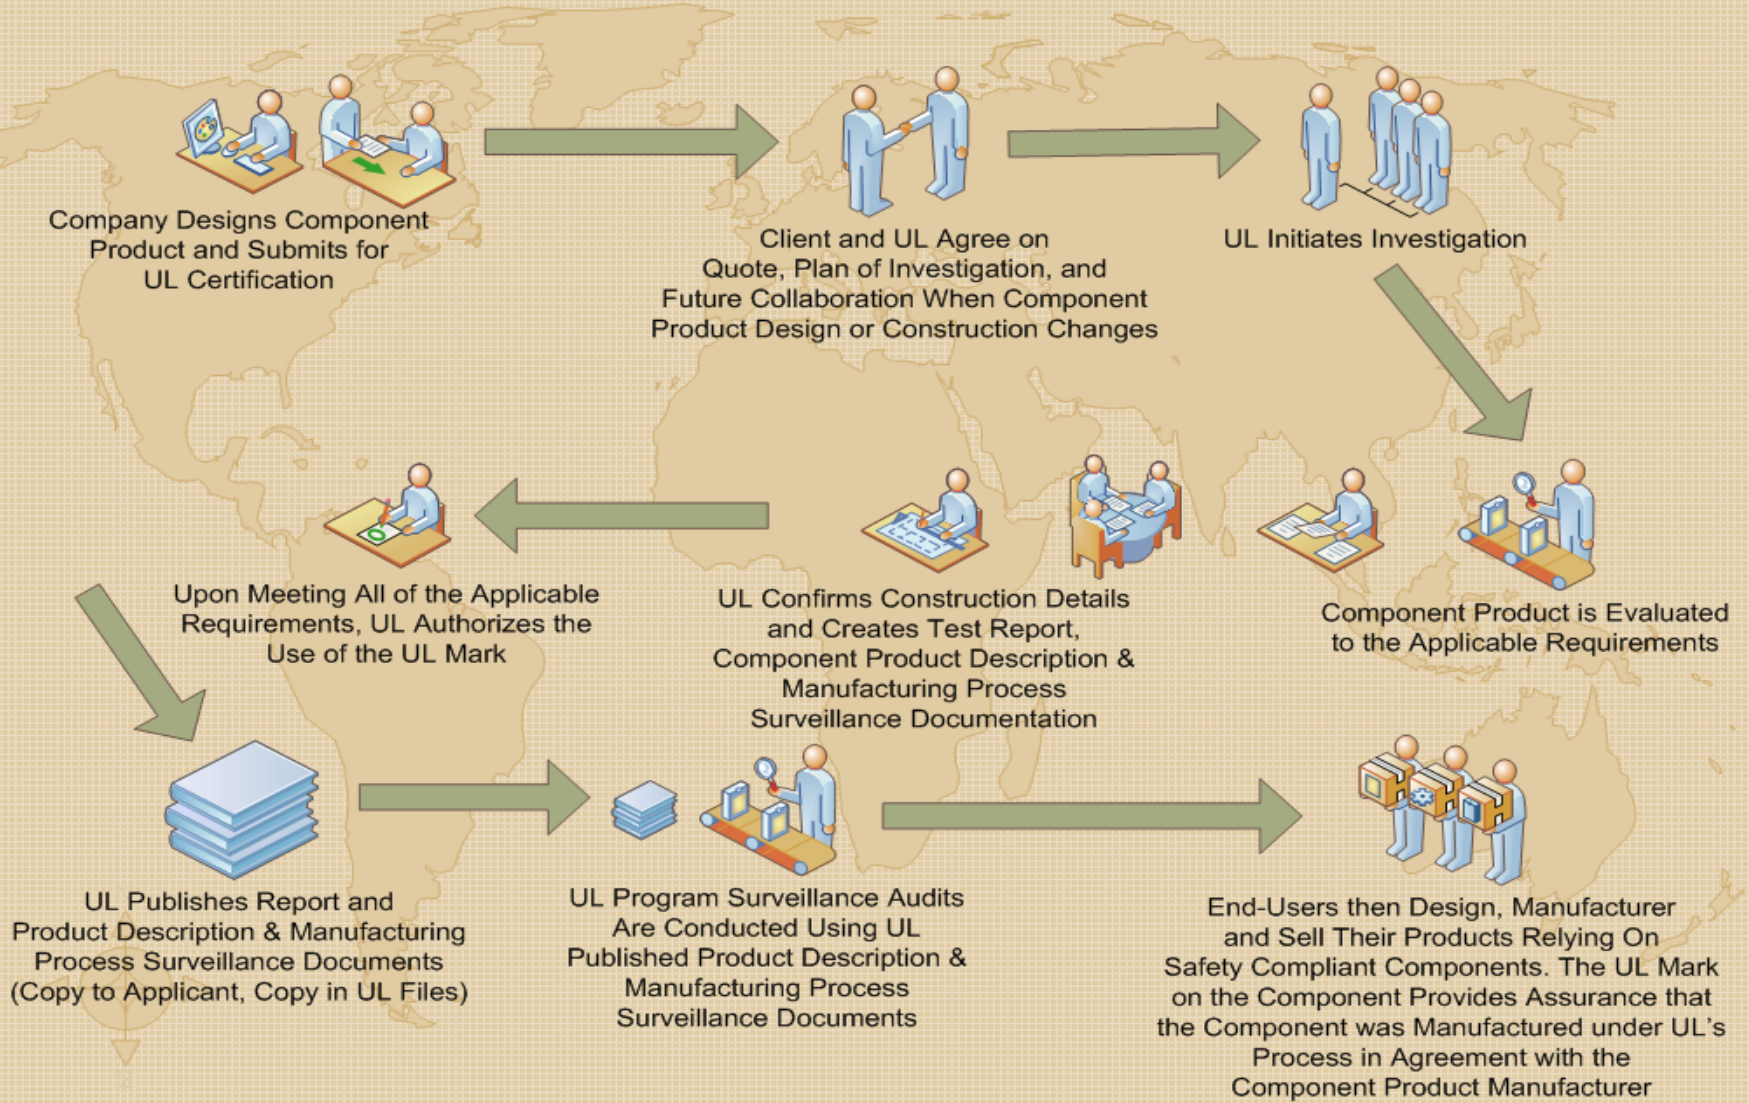 Company Designs Component
Product and Submits for
UL Certification
Client and UL Agree on
Quote, Plan of Investigation, and
Future Collaboration When Component
Product Design or Construction Changes
UL Initiates Investigation
Component Product is Evaluated
to the Applicable Requirements
UL Confirms Construction Details
and Creates Test Report,
Component Product Description &
Manufacturing Process
Surveillance Documentation
Upon Meeting All of the Applicable
Requirements, UL Authorizes the
Use of the UL Mark
UL Publishes Report and
Product Description & Manufacturing
Process Surveillance Documents
(Copy to Applicant, Copy in UL Files)
UL Program Surveillance Audits
Are Conducted Using UL
Published Product Description &
Manufacturing Process
Surveillance Documents
End-Users then Design, Manufacturer
and Sell Their Products Relying On
Safety Compliant Components. The UL Mark
on the Component Provides Assurance that
the Component was Manufactured under UL's
Process in Agreement with the
Component Product Manufacturer